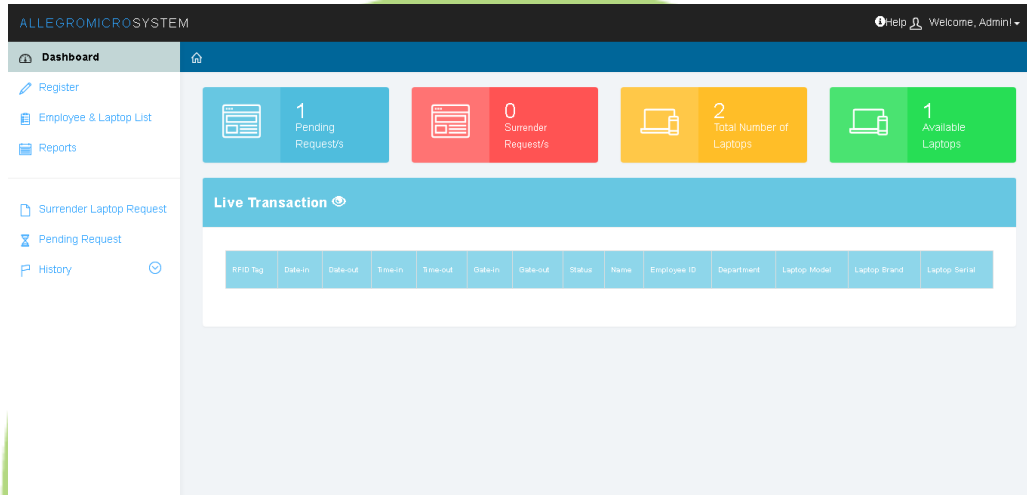 ALLEGROMICROSYSTEM
Help Welcome, Admin!
Dashboard
Register
Employee & Laptop List
Reports
Surrender Laptop Request
Pending Request
History
1
Pending
Request/s
0
Surrender
Request/s
2
Total Number of
Laptops
1
Available
Laptops
Live Transaction
RFID Tag Date-in Date-out Time-in Time-out Gate-in Gate-out Status Name Employee ID Department Laptop Model Laptop Brand Laptop Serial